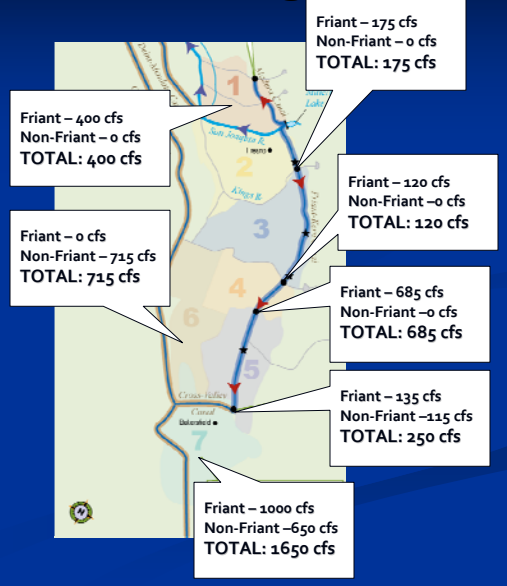 Friant – 175 cfs
Non-Friant – 0 cfs
TOTAL: 175 cfs
Friant – 400 cfs
Non-Friant – 0 cfs
TOTAL: 400 cfs
1
Madera Canal
Lake
San Joaquin R.
Fresno
2
Kings R.
Friant – 120 cfs
Non-Friant –0 cfs
TOTAL: 120 cfs
3
Friant – 0 cfs
Non-Friant – 715 cfs
TOTAL: 715 cfs
4
Friant – 685 cfs
Non-Friant –0 cfs
TOTAL: 685 cfs
6
5
Friant – 135 cfs
Non-Friant –115 cfs
TOTAL: 250 cfs
Cross-Valley
Canal
Bakersfield
7
N
Friant – 1000 cfs
Non-Friant –650 cfs
TOTAL: 1650 cfs